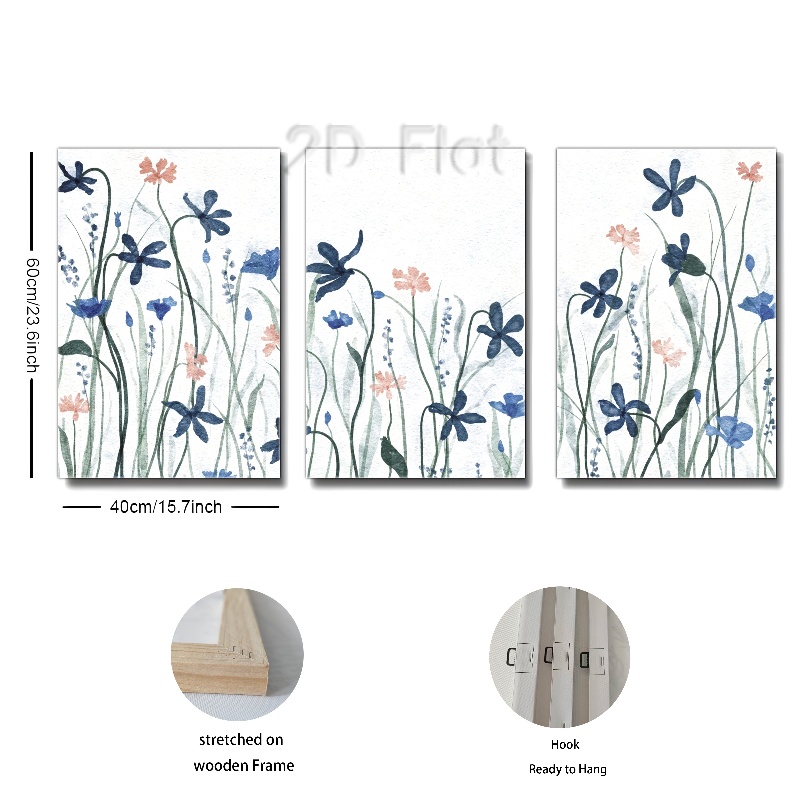 2D Flat
60cm/23.6inch
40cm/15.7inch
stretched on
wooden Frame
Hook
Ready to Hang